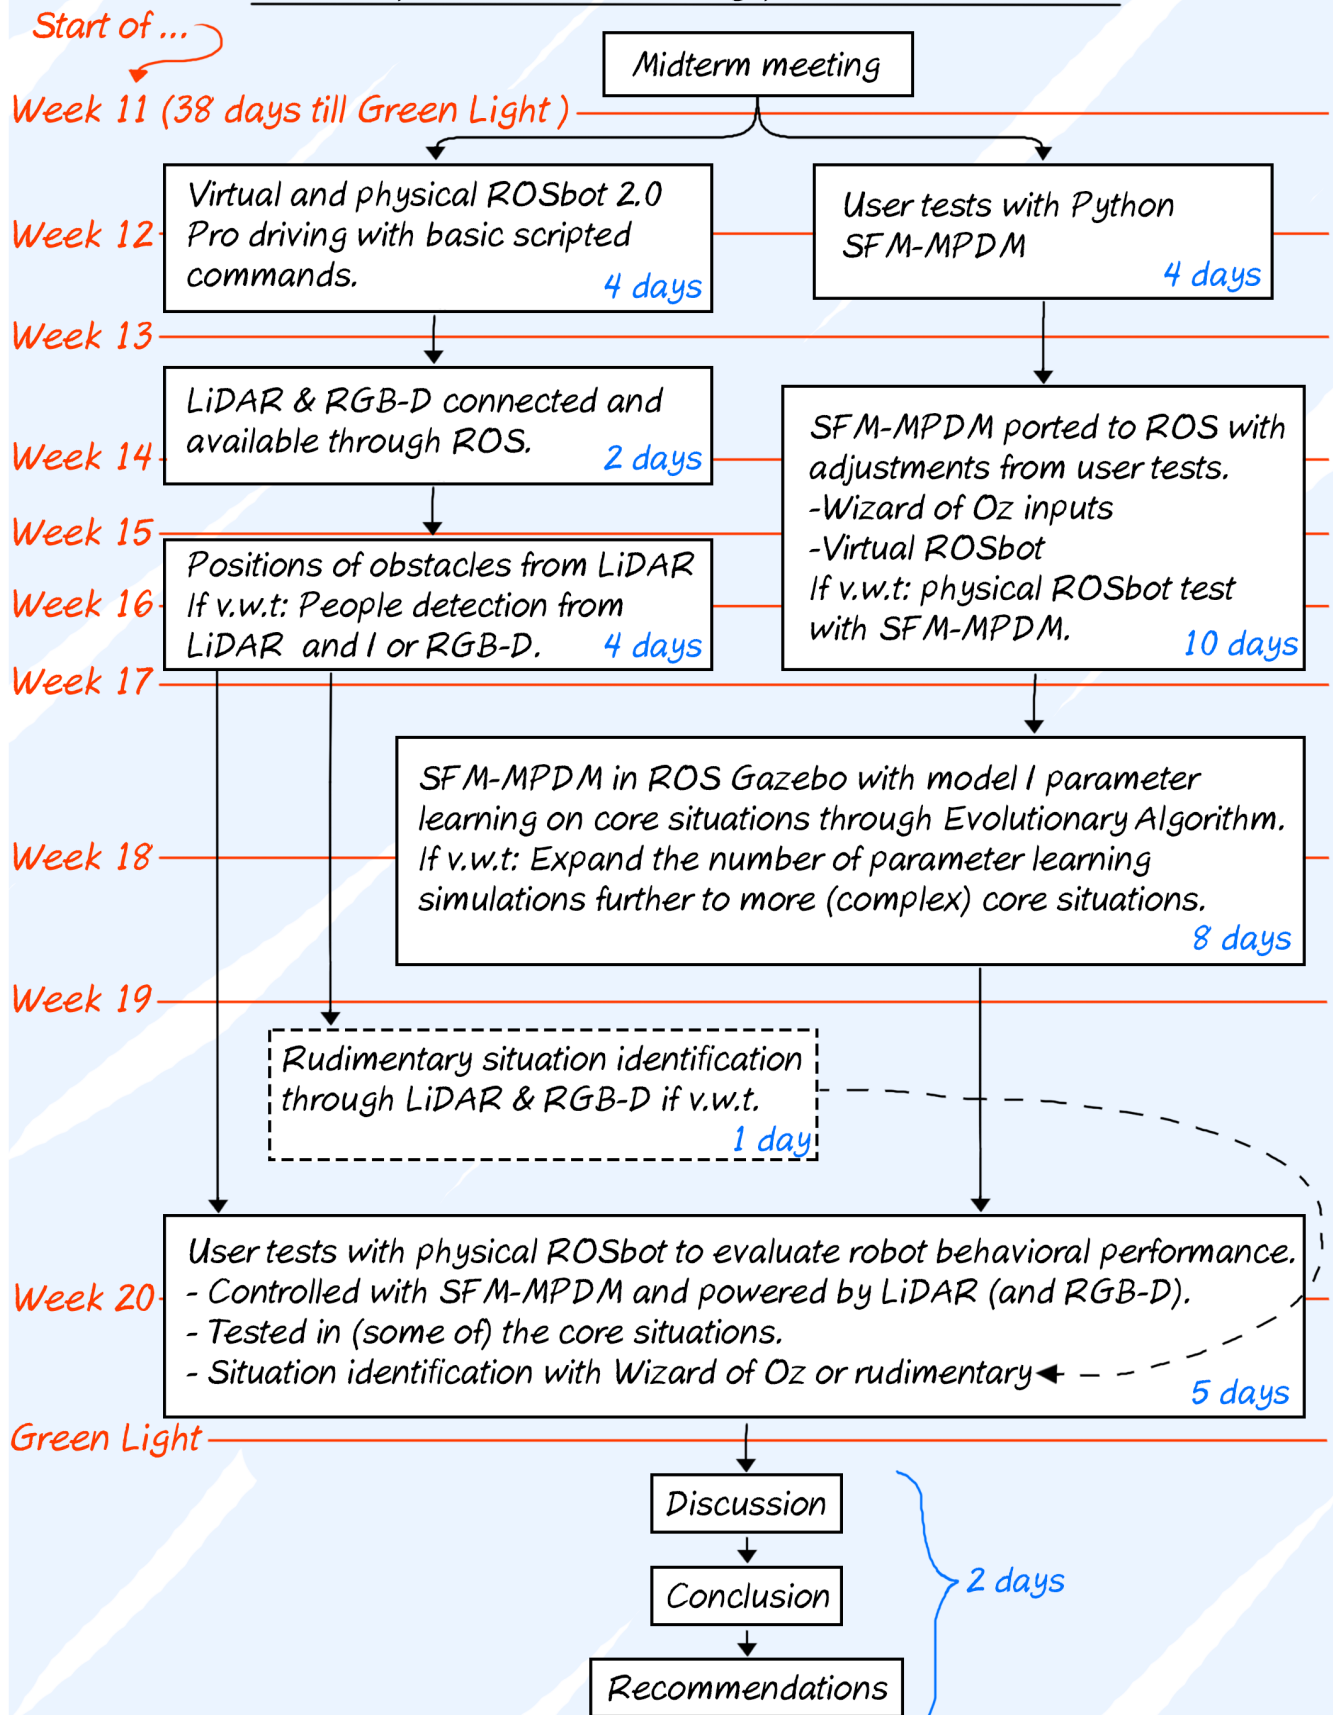 Start of ...
Midterm meeting
Week 11 (38 days till Green Light )
Virtual and physical ROSbot 2.0
Pro driving with basic scripted
commands.
4 days
User tests with Python
SFM-MPDM
4 days
Week 12
Week 13
LiDAR & RGB-D connected and
available through ROS.
2 days
Week 14
SFM-MPDM ported to ROS with
adjustments from user tests.
-Wizard of Oz inputs
-Virtual ROSbot
If v.w.t: physical ROSbot test
with SFM-MPDM.
10 days
Week 15
Positions of obstacles from LiDAR
If v.w.t: People detection from
LiDAR and / or RGB-D.
4 days
Week 16
Week 17
SFM-MPDM in ROS Gazebo with model / parameter
learning on core situations through Evolutionary Algorithm.
If v.w.t: Expand the number of parameter learning
simulations further to more (complex) core situations.
8 days
Week 18
Week 19
Rudimentary situation identification
through LiDAR & RGB-D if v.w.t.
1 day
User tests with physical ROSbot to evaluate robot behavioral performance.
- Controlled with SFM-MPDM and powered by LiDAR (and RGB-D).
- Tested in (some of) the core situations.
- Situation identification with Wizard of Oz or rudimentary
5 days
Week 20
Green Light
Discussion
Conclusion
2 days
Recommendations